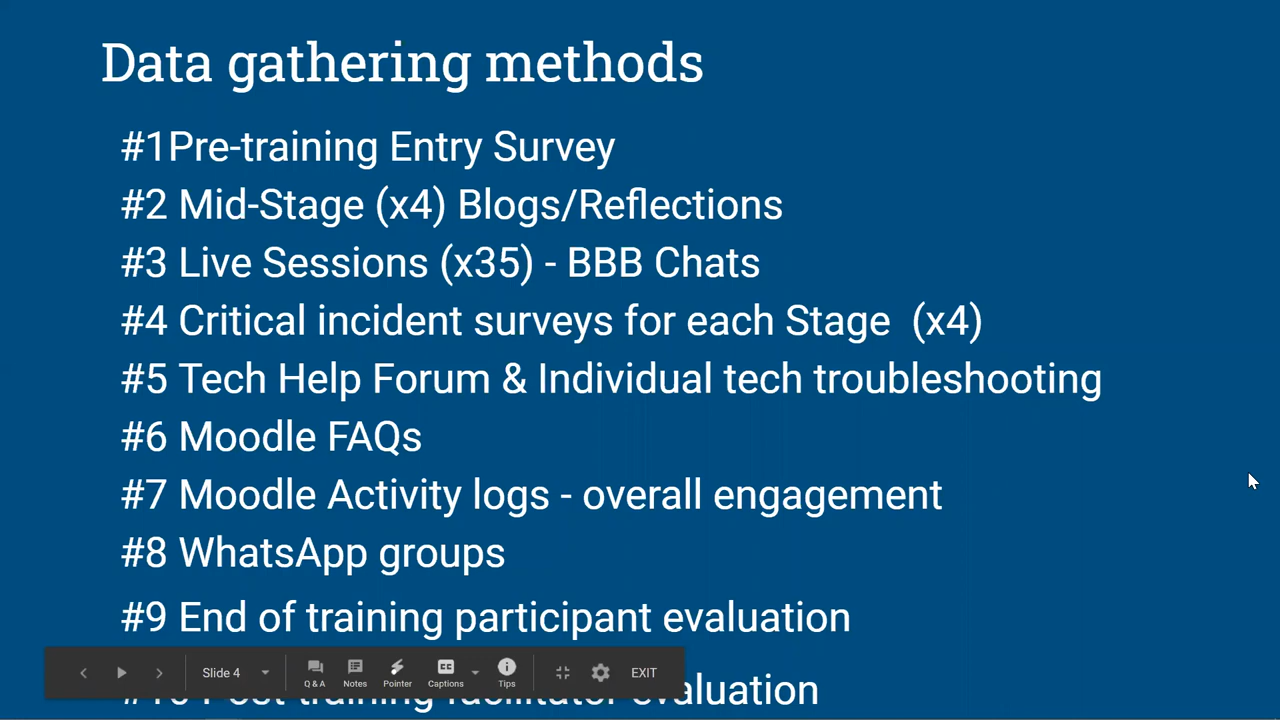 Data gathering methods
#1Pre-training Entry Survey
#2 Mid-Stage (x4) Blogs/Reflections
#3 Live Sessions (x35) - BBB Chats
#4 Critical incident surveys for each Stage (x4)
#5 Tech Help Forum & Individual tech troubleshooting
#6 Moodle FAQs
#7 Moodle Activity logs - overall engagement
#8 WhatsApp groups
#9 End of training participant evaluation
#10 Post training facilitator evaluation
Slide 4
Q & A
Notes
Pointer
CC
Captions
Tips
EXIT